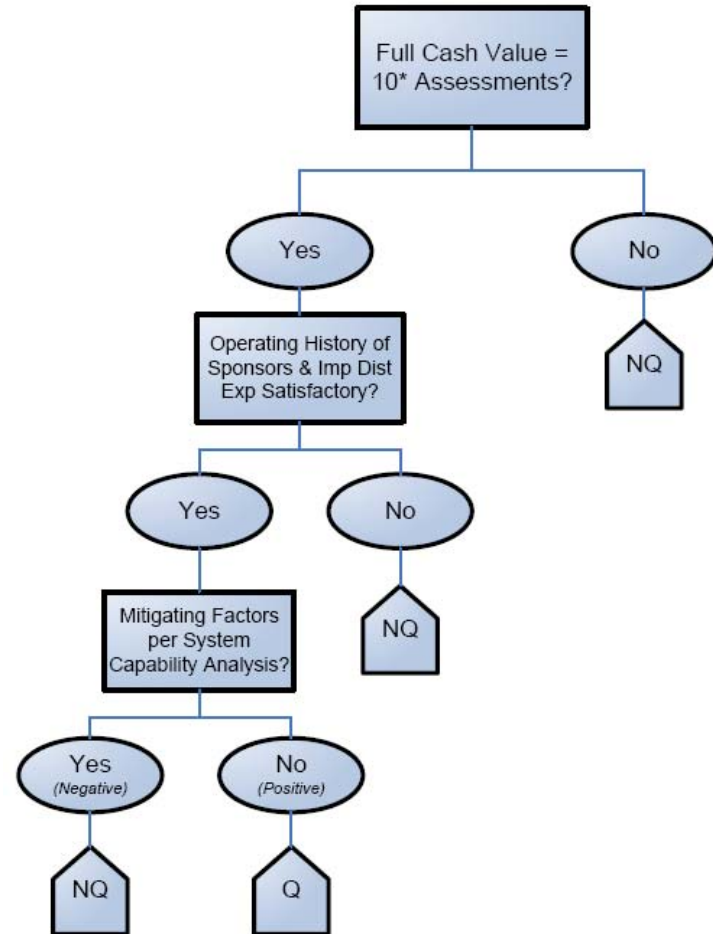 Full Cash Value =
10* Assessments?
Yes
No
Operating History of
Sponsors & Imp Dist
Exp Satisfactory?
NQ
Yes
No
Mitigating Factors
per System
Capability Analysis?
NQ
Yes
(Negative)
No
(Positive)
NQ
Q